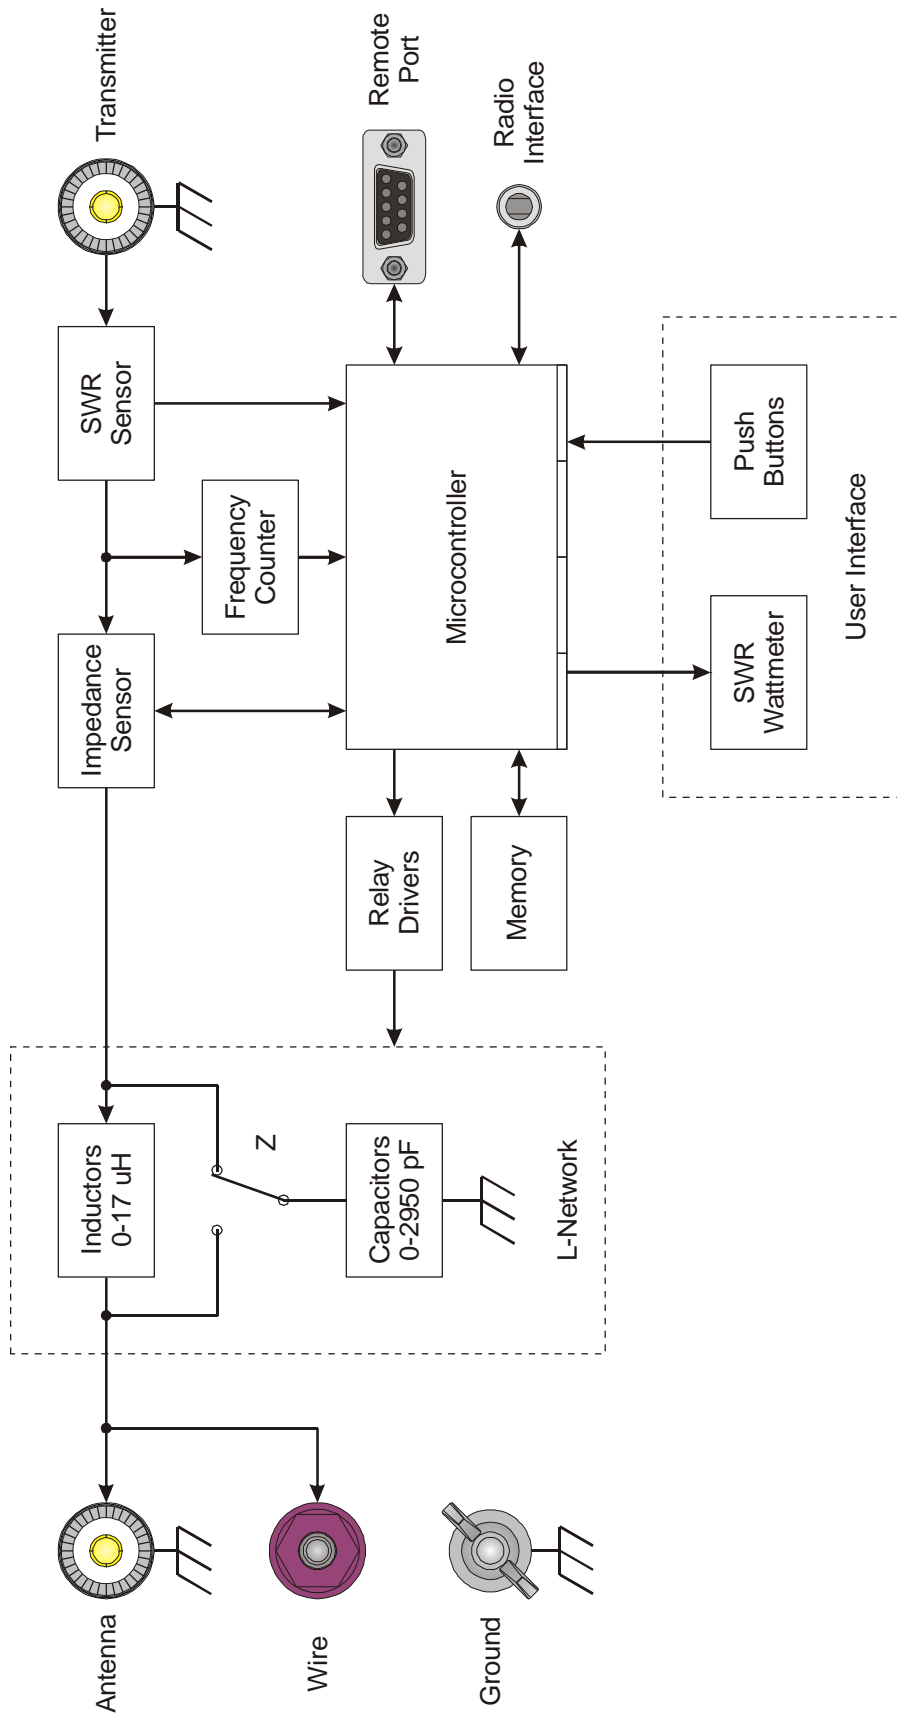 Transmitter
Remote
Port
Radio
Interface
SWR
Sensor
Frequency
Counter
Impedance
Sensor
Microcontroller
Push
Buttons
SWR
Wattmeter
User Interface
Relay
Drivers
Memory
Inductors
0-17 uH
Z
Capacitors
0-2950 pF
L-Network
Antenna
Wire
Ground